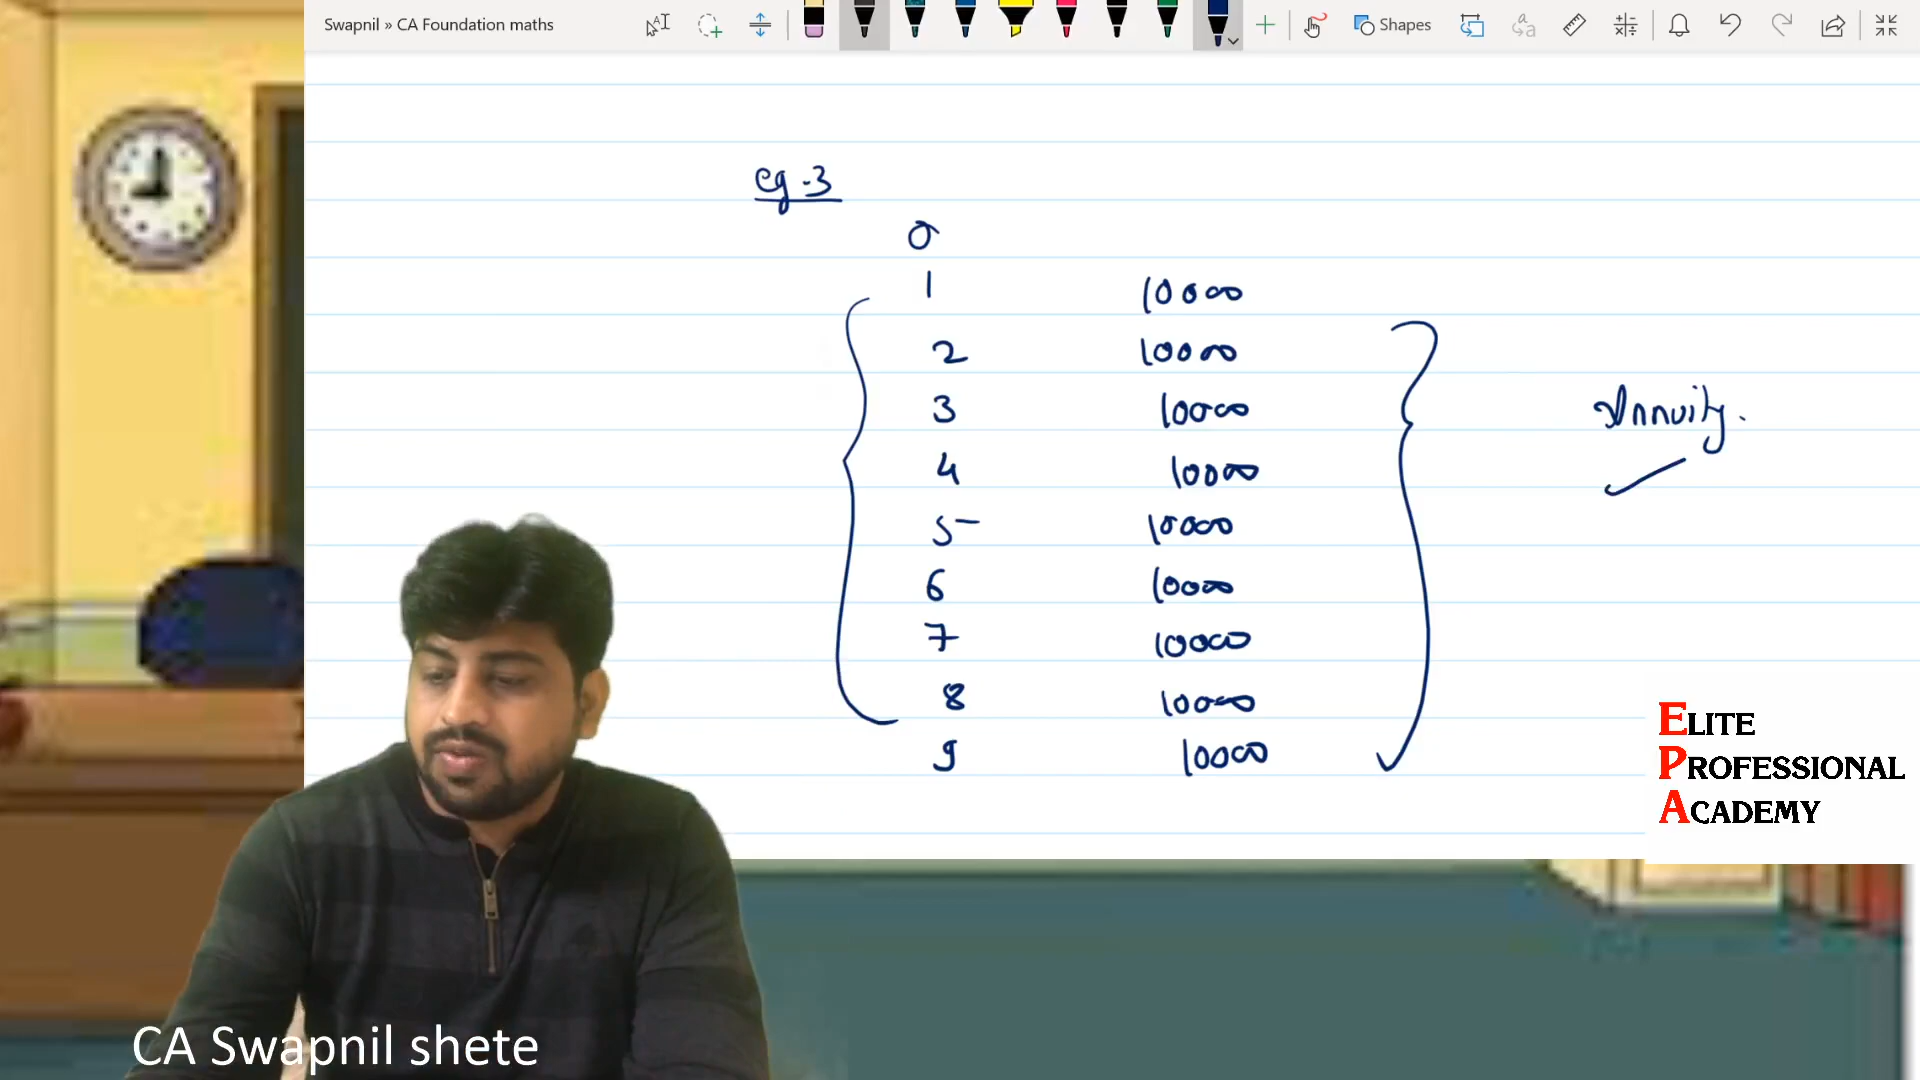 Swapnil » CA Foundation maths
Shapes
eg-3
0
1 10000
2 10000
3 10000
4 10000
5 10000
6 10000
7 10000
8 10000
9 10000
Annuity.
ELITE
PROFESSIONAL
ACADEMY
CA Swapnil shete